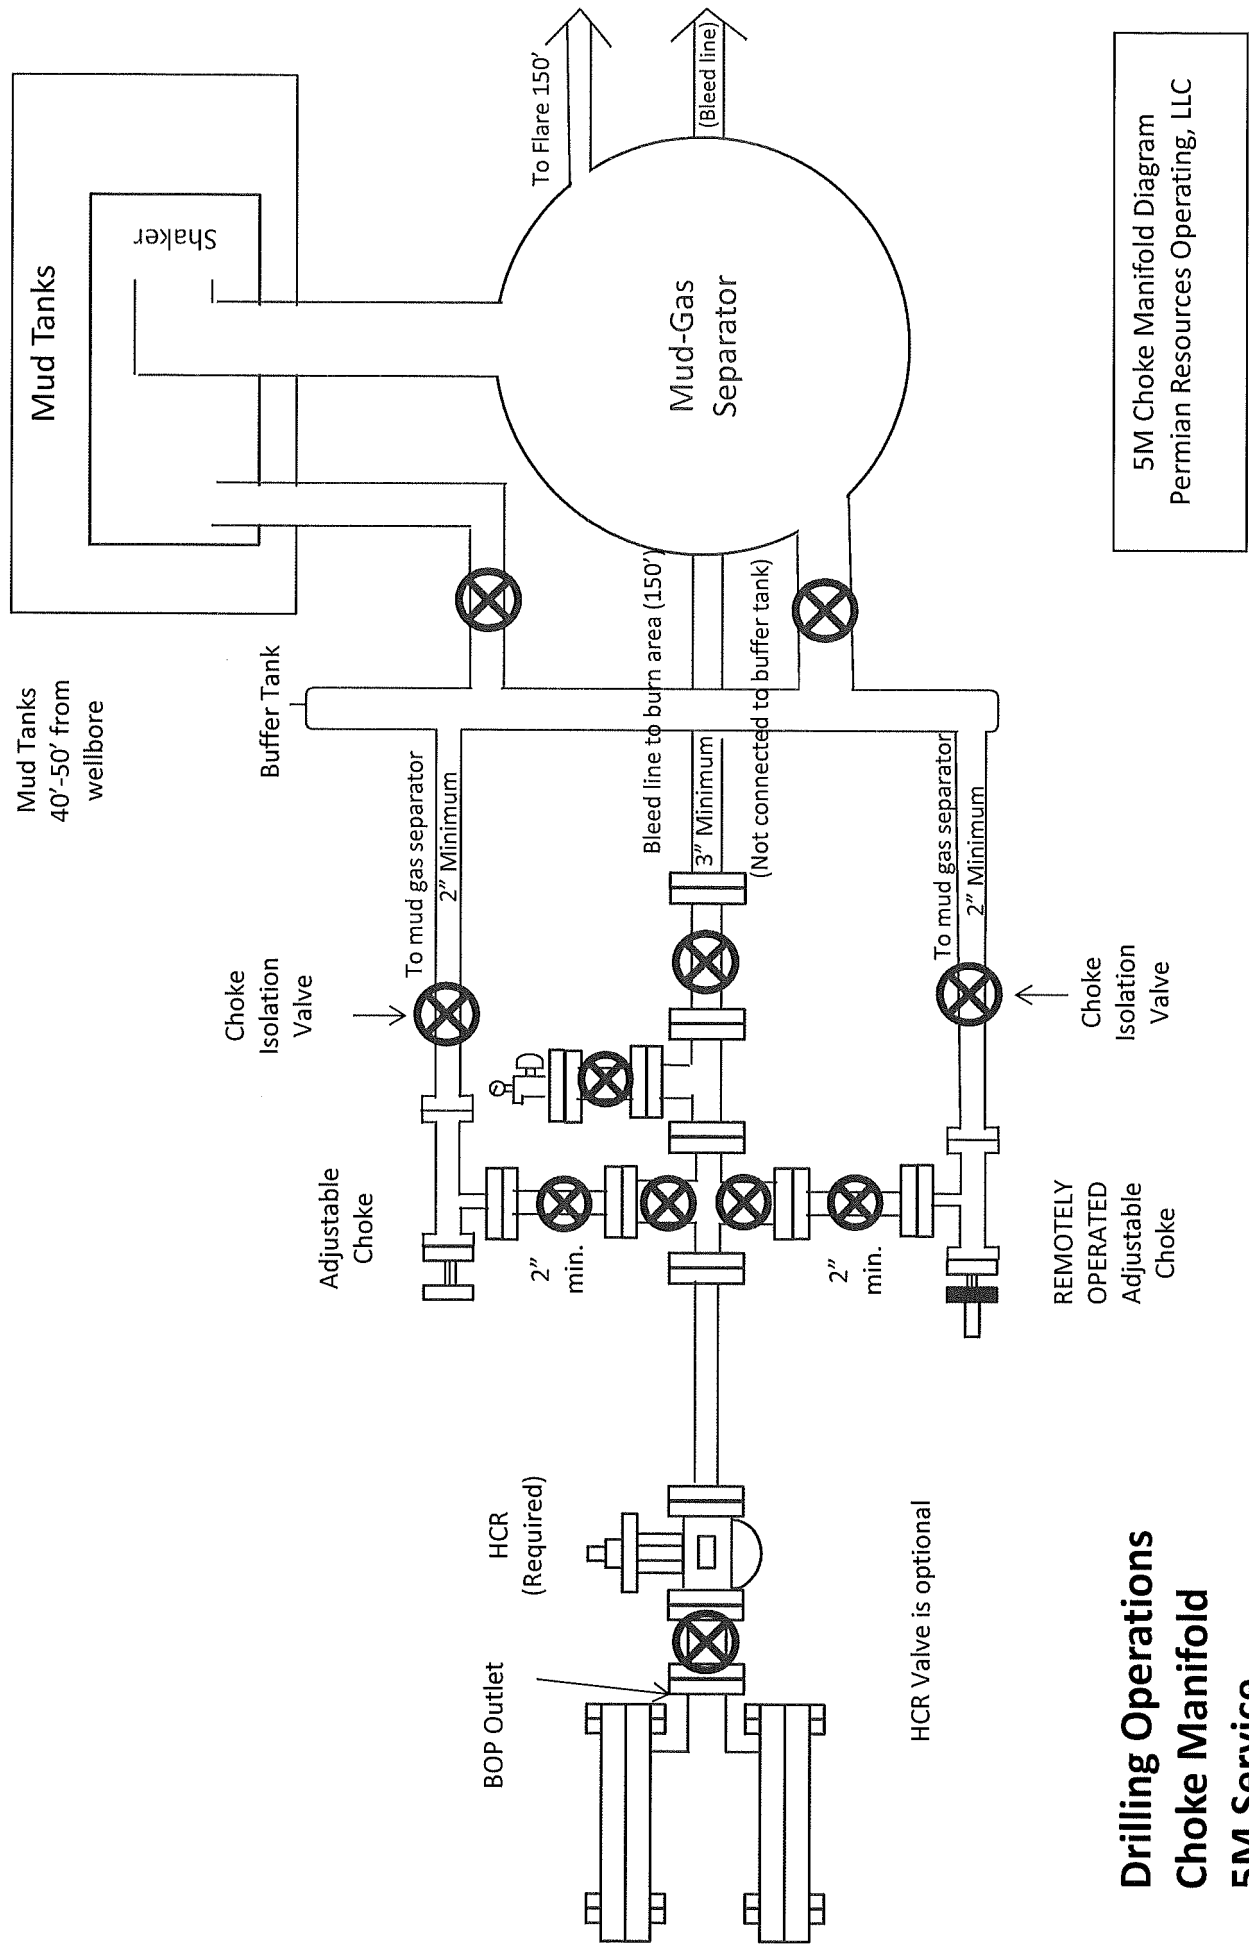 Mud Tanks
40’-50’ from
wellbore
Mud Tanks
Shaker
Buffer Tank
To Flare 150’
(Bleed line)
Mud-Gas
Separator
Choke
Isolation
Valve
To mud gas separator
2” Minimum
Bleed line to burn area (150’)
3” Minimum
(Not connected to buffer tank)
To mud gas separator
2” Minimum
Choke
Isolation
Valve
Adjustable
Choke
2”
min.
2”
min.
REMOTELY
OPERATED
Adjustable
Choke
HCR
(Required)
BOP Outlet
HCR Valve is optional
Drilling Operations
Choke Manifold
5M Service
5M Choke Manifold Diagram
Permian Resources Operating, LLC